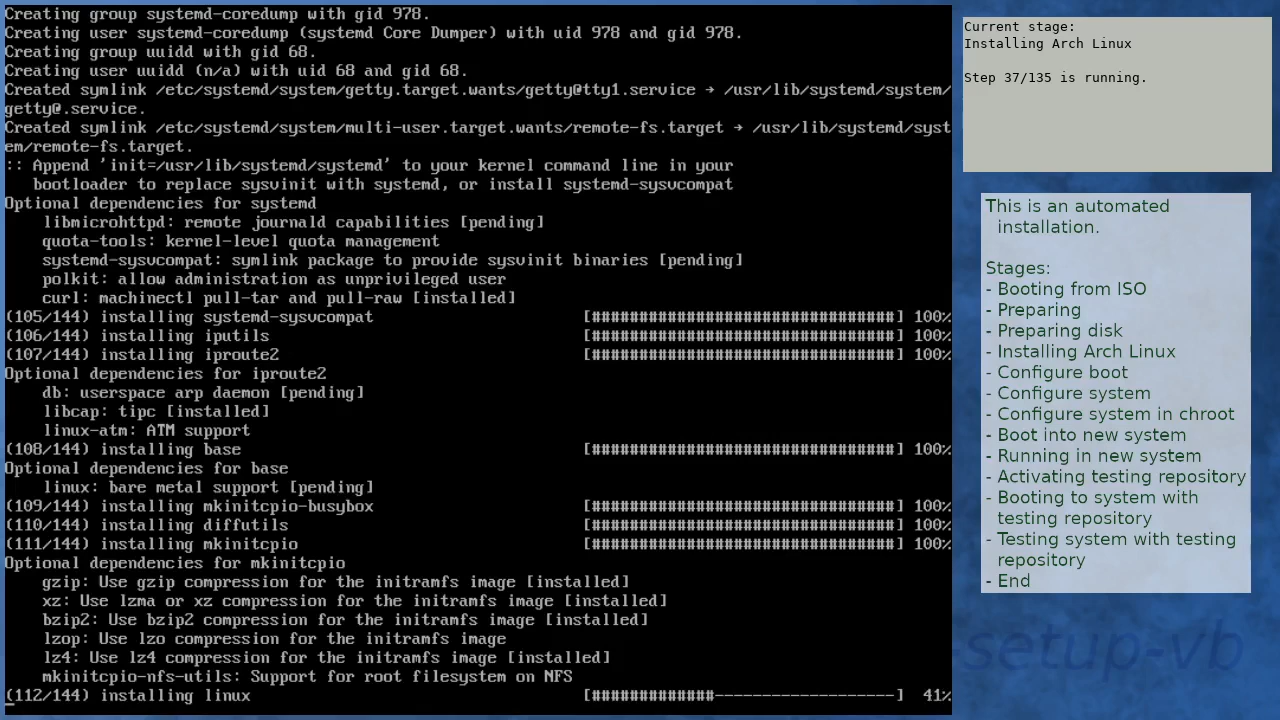 Creating group systemd-coredump with gid 978.
Creating user systemd-coredump (systemd Core Dumper) with uid 978 and gid 978.
Creating group uuidd with gid 68.
Creating user uuidd (n/a) with uid 68 and gid 68.
Created symlink /etc/systemd/system/getty.target.wants/getty@tty1.service → /usr/lib/systemd/system/
getty@.service.
Created symlink /etc/systemd/system/multi-user.target.wants/remote-fs.target → /usr/lib/systemd/syst
em/remote-fs.target.
:: Append 'init=/usr/lib/systemd/systemd' to your kernel command line in your
   bootloader to replace sysvinit with systemd, or install systemd-sysvcompat
Optional dependencies for systemd
    libmicrohttpd: remote journald capabilities [pending]
    quota-tools: kernel-level quota management
    systemd-sysvcompat: symlink package to provide sysvinit binaries [pending]
    polkit: allow administration as unprivileged user
    curl: machinectl pull-tar and pull-raw [installed]
(105/144) installing systemd-sysvcompat [################################] 100%
(106/144) installing iputils [################################] 100%
(107/144) installing iproute2 [################################] 100%
Optional dependencies for iproute2
    db: userspace arp daemon [pending]
    libcap: tipc [installed]
    linux-atm: ATM support
(108/144) installing base [################################] 100%
Optional dependencies for base
    linux: bare metal support [pending]
(109/144) installing mkinitcpio-busybox [################################] 100%
(110/144) installing diffutils [################################] 100%
(111/144) installing mkinitcpio [################################] 100%
Optional dependencies for mkinitcpio
    gzip: Use gzip compression for the initramfs image [installed]
    xz: Use lzma or xz compression for the initramfs image [installed]
    bzip2: Use bzip2 compression for the initramfs image [installed]
    lzop: Use lzo compression for the initramfs image
    lz4: Use lz4 compression for the initramfs image [installed]
    mkinitcpio-nfs-utils: Support for root filesystem on NFS
(112/144) installing linux [#############-------------------] 41%
Current stage:
Installing Arch Linux
Step 37/135 is running.
This is an automated
installation.
Stages:
- Booting from ISO
- Preparing
- Preparing disk
- Installing Arch Linux
- Configure boot
- Configure system
- Configure system in chroot
- Boot into new system
- Running in new system
- Activating testing repository
- Booting to system with
testing repository
- Testing system with testing
repository
- End
-setup-vb